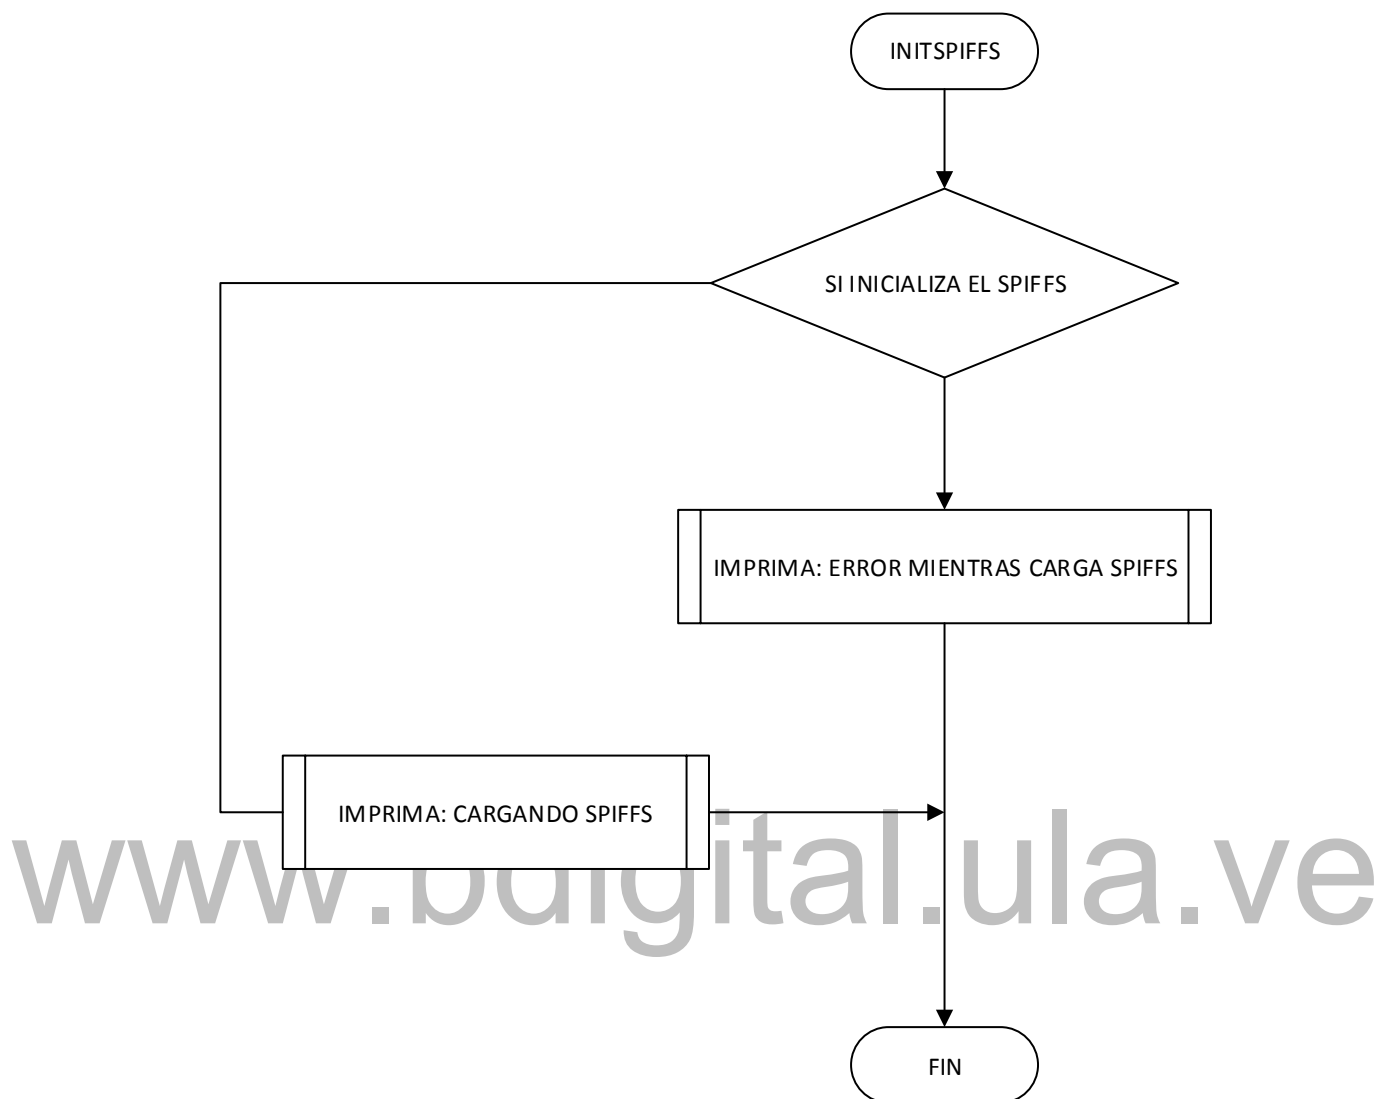 INITSPIFFS
SI INICIALIZA EL SPIFFS
IMPRIMA: ERROR MIENTRAS CARGA SPIFFS
IMPRIMA: CARGANDO SPIFFS
www.bdigital.ula.ve
FIN